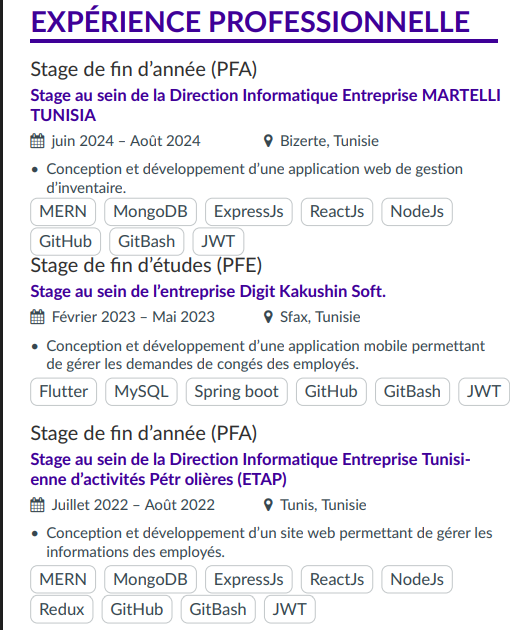 EXPÉRIENCE PROFESSIONNELLE
Stage de fin d’année (PFA)
Stage au sein de la Direction Informatique Entreprise MARTELLI
TUNISIA
juin 2024 – Août 2024 Bizerte, Tunisie
• Conception et développement d’une application web de gestion
d’inventaire.
MERN MongoDB ExpressJs ReactJs NodeJs
GitHub GitBash JWT
Stage de fin d’études (PFE)
Stage au sein de l’entreprise Digit Kakushin Soft.
Février 2023 – Mai 2023 Sfax, Tunisie
• Conception et développement d’une application mobile permettant
de gérer les demandes de congés des employés.
Flutter MySQL Spring boot GitHub GitBash JWT
Stage de fin d’année (PFA)
Stage au sein de la Direction Informatique Entreprise Tunisi-
enne d’activités Pétr olières (ETAP)
Juillet 2022 – Août 2022 Tunis, Tunisie
• Conception et développement d’un site web permettant de gérer les
informations des employés.
MERN MongoDB ExpressJs ReactJs NodeJs
Redux GitHub GitBash JWT